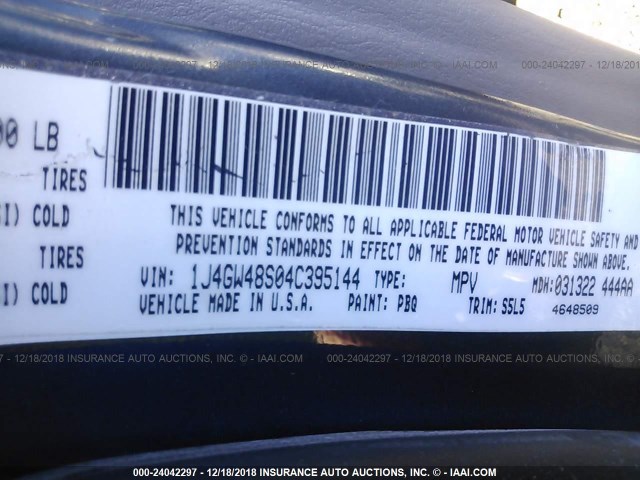 000-24042297 - 12/18/2018 INSURANCE AUTO AUCTIONS, INC. - © - IAAI.COM
00 LB
TIRES
SI) COLD
TIRES
SI) COLD
THIS VEHICLE CONFORMS TO ALL APPLICABLE FEDERAL MOTOR VEHICLE SAFETY AND
PREVENTION STANDARDS IN EFFECT ON THE DATE OF MANUFACTURE SHOWN ABOVE.
VIN: 1J4GW48S04C395144 TYPE: MPV MDH: 031322 444AA
VEHICLE MADE IN U.S.A. PAINT: PBQ TRIM: S5L5 4648509
000-24042297 - 12/18/2018 INSURANCE AUTO AUCTIONS, INC. - © - IAAI.COM
000-24042297 - 12/18/2018 INSURANCE AUTO AUCTIONS, INC. - © - IAAI.COM